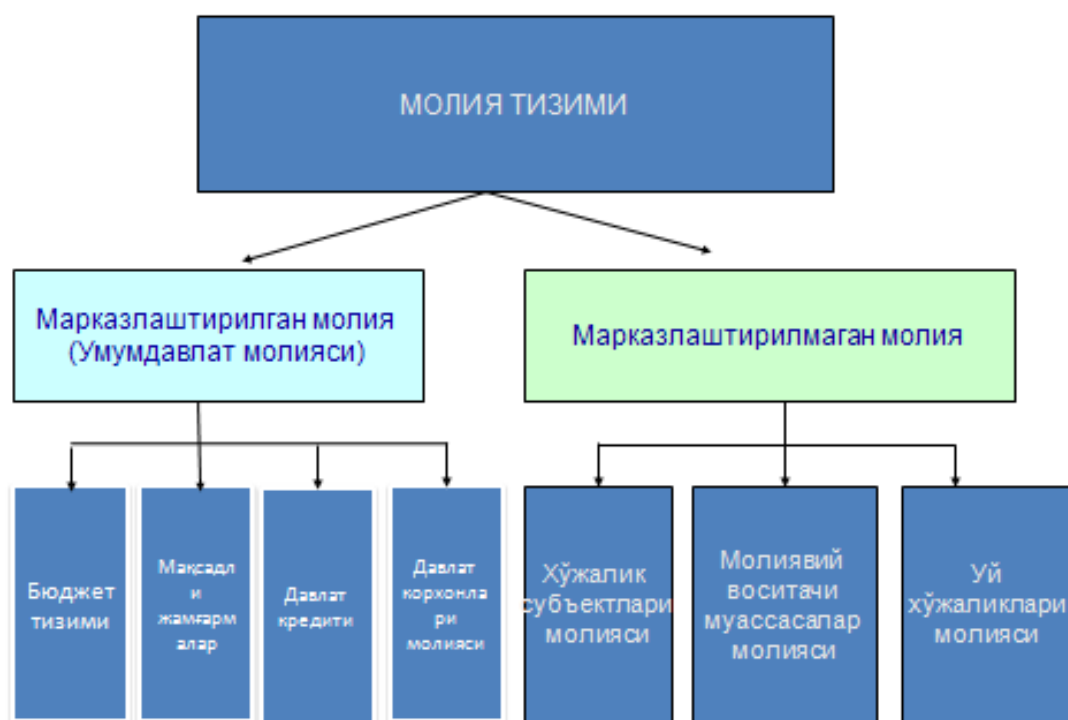 МОЛИЯ ТИЗИМИ
Марказлаштирилган молия
(Умумдавлат молияси)
Марказлаштирилмаган молия
Бюджет
тизими
Мақсадл
и
жамғарм
алар
Давлат
кредити
Давлат
корхонла
ри
молияси
Хўжалик
субъектлари
молияси
Молиявий
воситачи
муассасалар
молияси
Уй
хўжаликлари
молияси